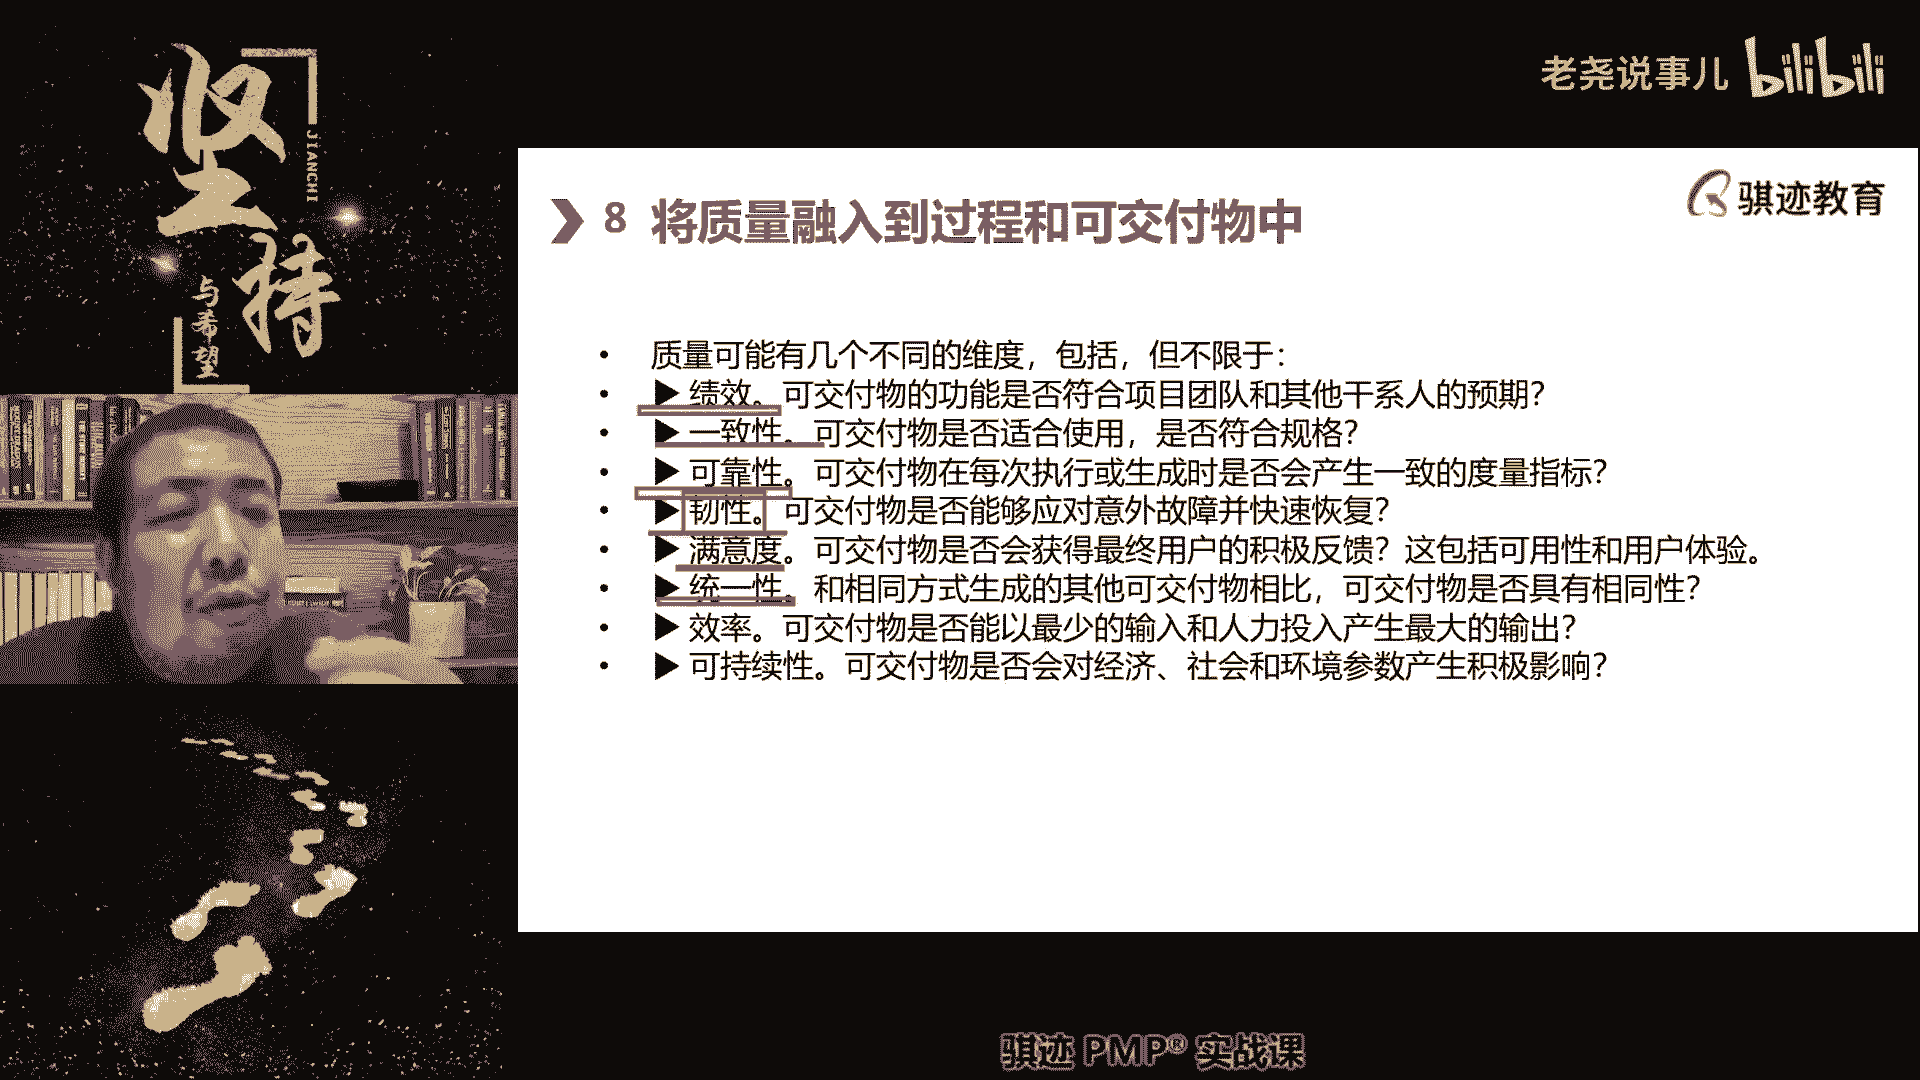 坚持
JIANCHI
与希望
老尧说事儿 bilibili
骐迹教育
8 将质量融入到过程和可交付物中
• 质量可能有几个不同的维度，包括，但不限于：
• ▶ 绩效。可交付物的功能是否符合项目团队和其他干系人的预期？
• ▶ 一致性。可交付物是否适合使用，是否符合规格？
• ▶ 可靠性。可交付物在每次执行或生成时是否会产生一致的度量指标？
• ▶ 韧性。可交付物是否能够应对意外故障并快速恢复？
• ▶ 满意度。可交付物是否会获得最终用户的积极反馈？这包括可用性和用户体验。
• ▶ 统一性。和相同方式生成的其他可交付物相比，可交付物是否具有相同性？
• ▶ 效率。可交付物是否能以最少的输入和人力投入产生最大的输出？
• ▶ 可持续性。可交付物是否会对经济、社会和环境参数产生积极影响？
骐迹 PMP® 实战课